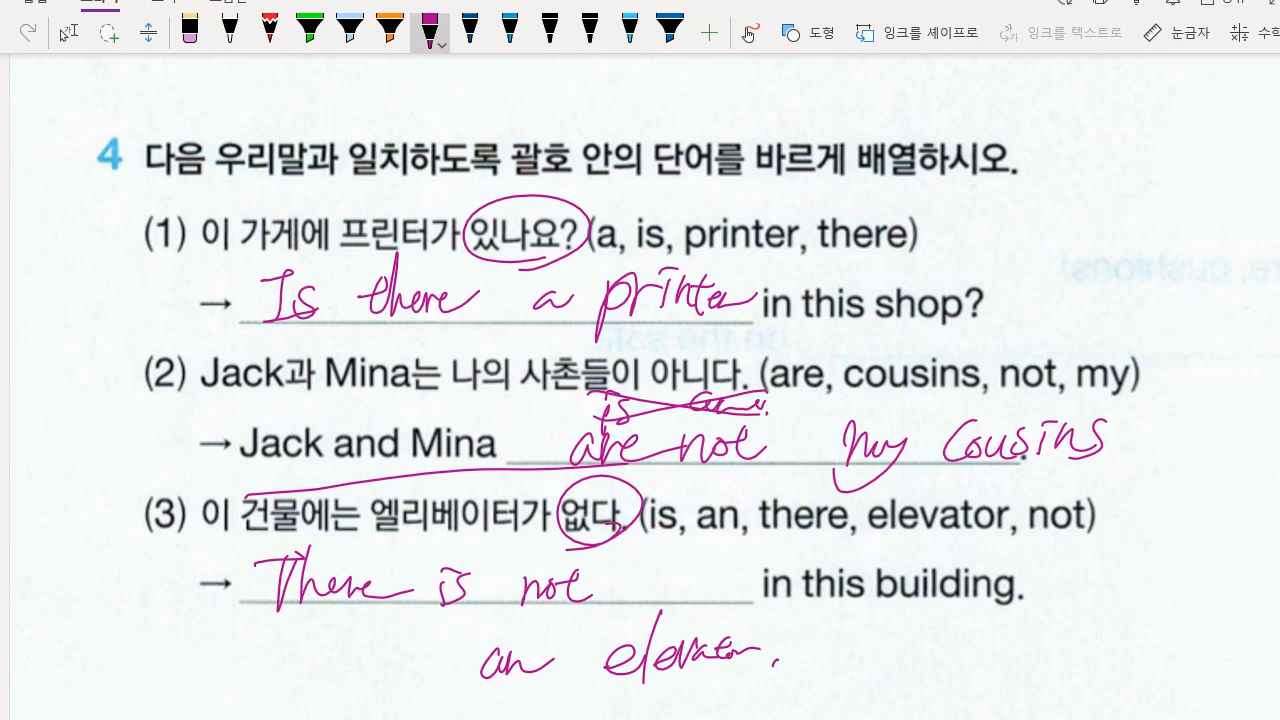 도형 잉크를 셰이프로 잉크를 텍스트로 눈금자
4 다음 우리말과 일치하도록 괄호 안의 단어를 바르게 배열하시오.
(1) 이 가게에 프린터가 있나요? (a, is, printer, there)
→ Is there a printer in this shop?
(2) Jack과 Mina는 나의 사촌들이 아니다. (are, cousins, not, my)
is
→ Jack and Mina are not my cousins.
(3) 이 건물에는 엘리베이터가 없다. (is, an, there, elevator, not)
→ There is not in this building.
an elevator.